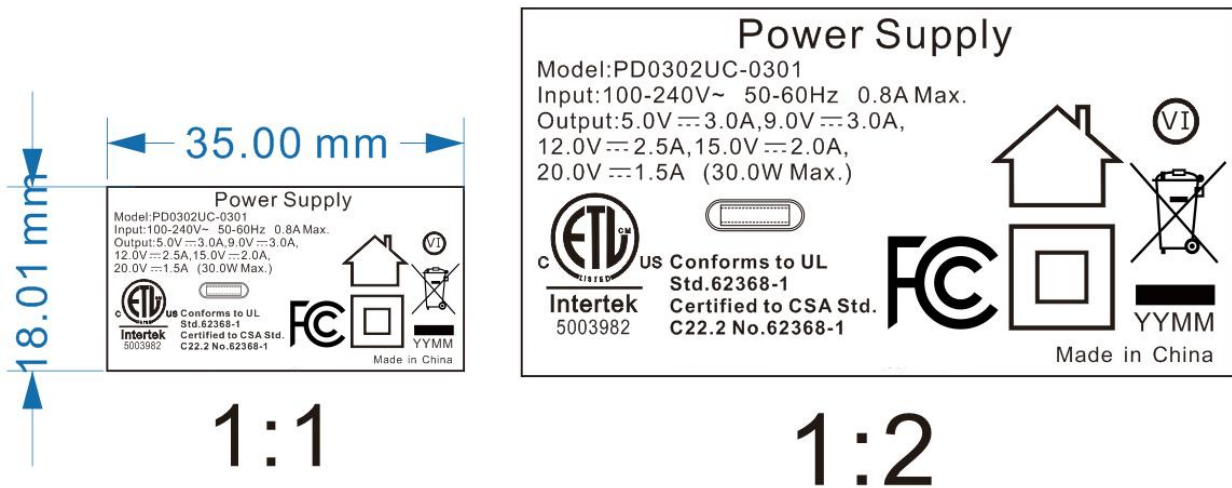 18.01 mm
35.00 mm
Power Supply
Model:PD0302UC-0301
Input:100-240V~ 50-60Hz 0.8A Max.
Output:5.0V⎓3.0A,9.0V⎓3.0A,
12.0V⎓2.5A,15.0V⎓2.0A,
20.0V⎓1.5A (30.0W Max.)
VI
ETL CM
C US
LISTED
Intertek
5003982
Conforms to UL
Std.62368-1
Certified to CSA Std.
C22.2 No.62368-1
FC
YYMM
Made in China
1:1
Power Supply
Model:PD0302UC-0301
Input:100-240V~ 50-60Hz 0.8A Max.
Output:5.0V⎓3.0A,9.0V⎓3.0A,
12.0V⎓2.5A,15.0V⎓2.0A,
20.0V⎓1.5A (30.0W Max.)
VI
ETL CM
C US
LISTED
Intertek
5003982
Conforms to UL
Std.62368-1
Certified to CSA Std.
C22.2 No.62368-1
FC
YYMM
Made in China
1:2